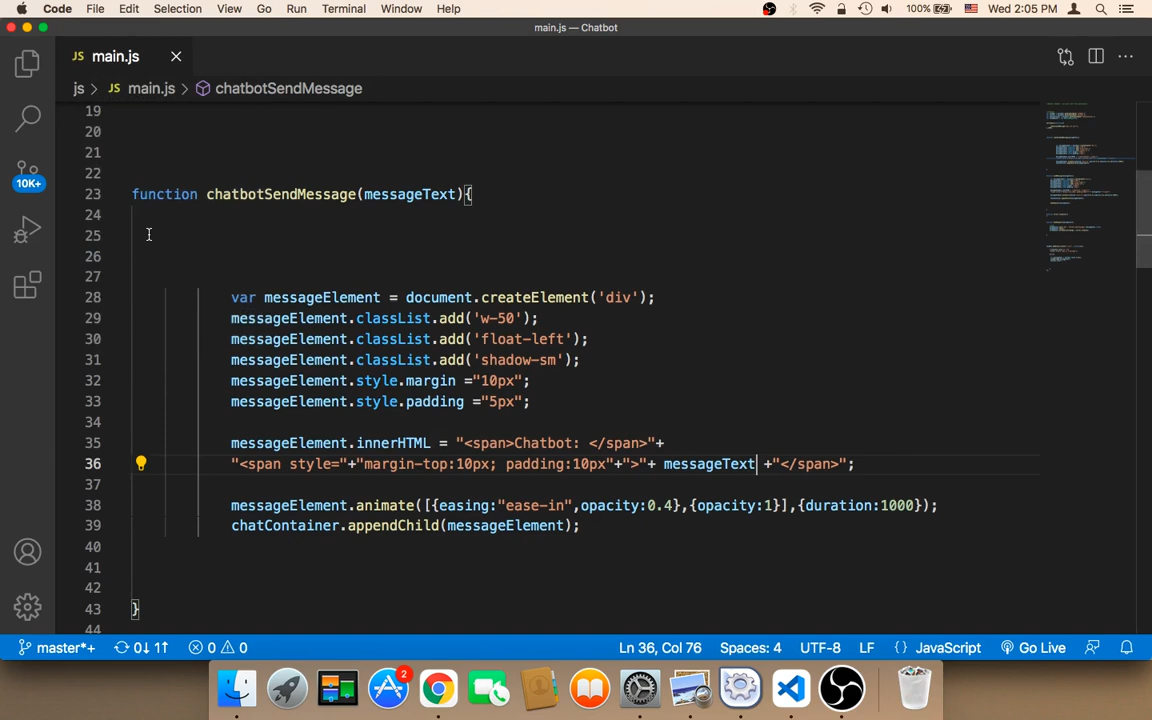 Code File Edit Selection View Go Run Terminal Window Help 100% Wed 2:05 PM
main.js — Chatbot
JS main.js
js > JS main.js > chatbotSendMessage
19
20
21
22
23 function chatbotSendMessage(messageText){
24
25
26
27
28 var messageElement = document.createElement('div');
29 messageElement.classList.add('w-50');
30 messageElement.classList.add('float-left');
31 messageElement.classList.add('shadow-sm');
32 messageElement.style.margin ="10px";
33 messageElement.style.padding ="5px";
34
35 messageElement.innerHTML = "<span>Chatbot: </span>"+
36 "<span style="+"margin-top:10px; padding:10px"+">"+ messageText +"</span>";
37
38 messageElement.animate([{easing:"ease-in",opacity:0.4},{opacity:1}],{duration:1000});
39 chatContainer.appendChild(messageElement);
40
41
42
43 }
44
10K+
master*+ 0↓ 1↑ 0 0 Ln 36, Col 76 Spaces: 4 UTF-8 LF {} JavaScript Go Live
2